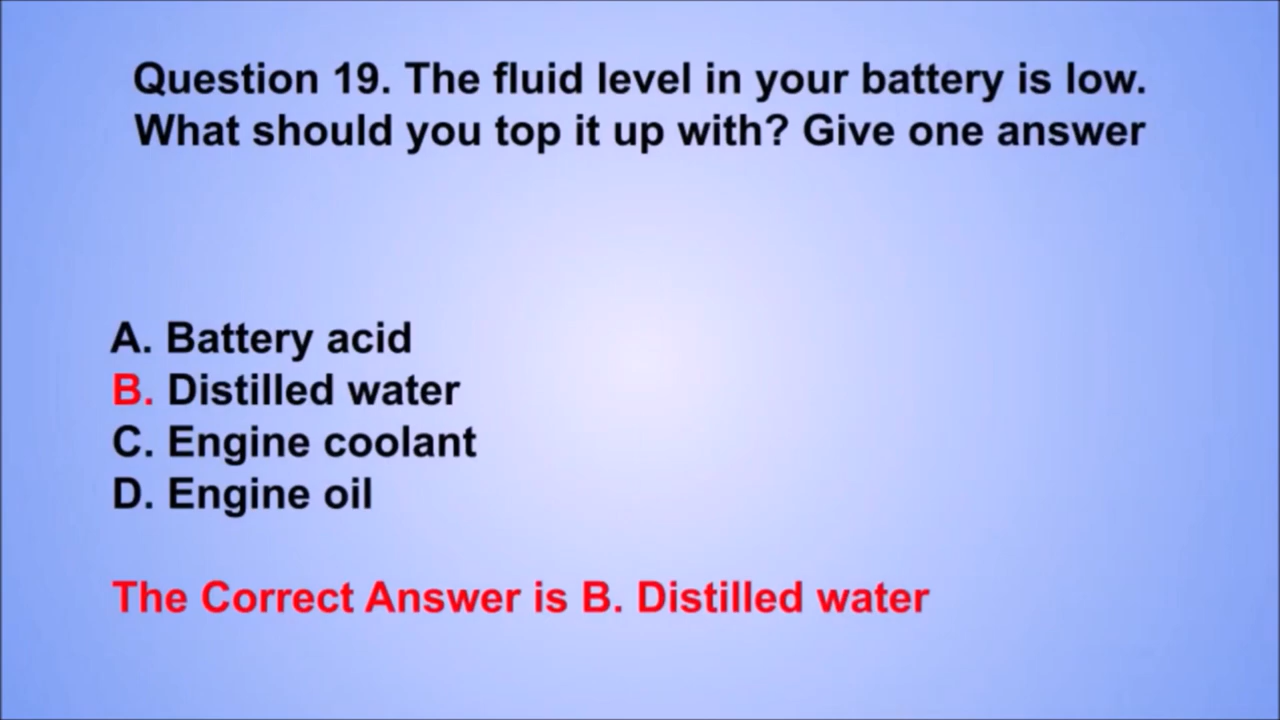 Question 19. The fluid level in your battery is low.
What should you top it up with? Give one answer
A. Battery acid
B. Distilled water
C. Engine coolant
D. Engine oil
The Correct Answer is B. Distilled water